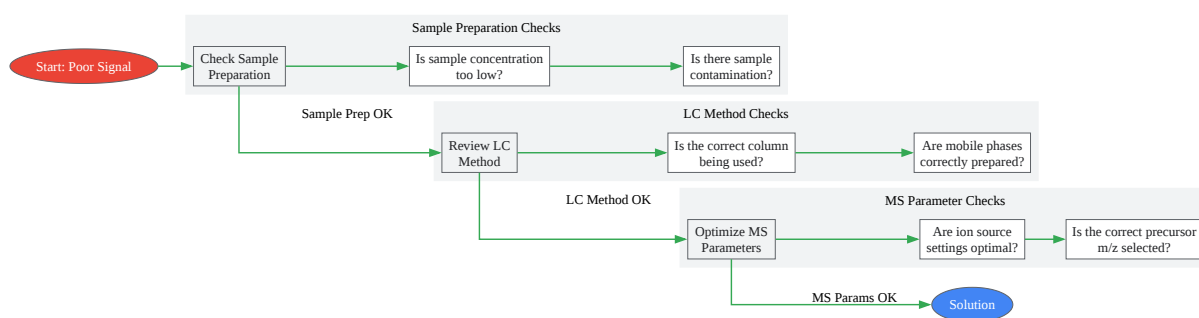 Sample Preparation Checks
Start: Poor Signal
Check Sample
Preparation
Is sample concentration
too low?
Is there sample
contamination?
Sample Prep OK
LC Method Checks
Review LC
Method
Is the correct column
being used?
Are mobile phases
correctly prepared?
LC Method OK
MS Parameter Checks
Optimize MS
Parameters
Are ion source
settings optimal?
Is the correct precursor
m/z selected?
MS Params OK
Solution